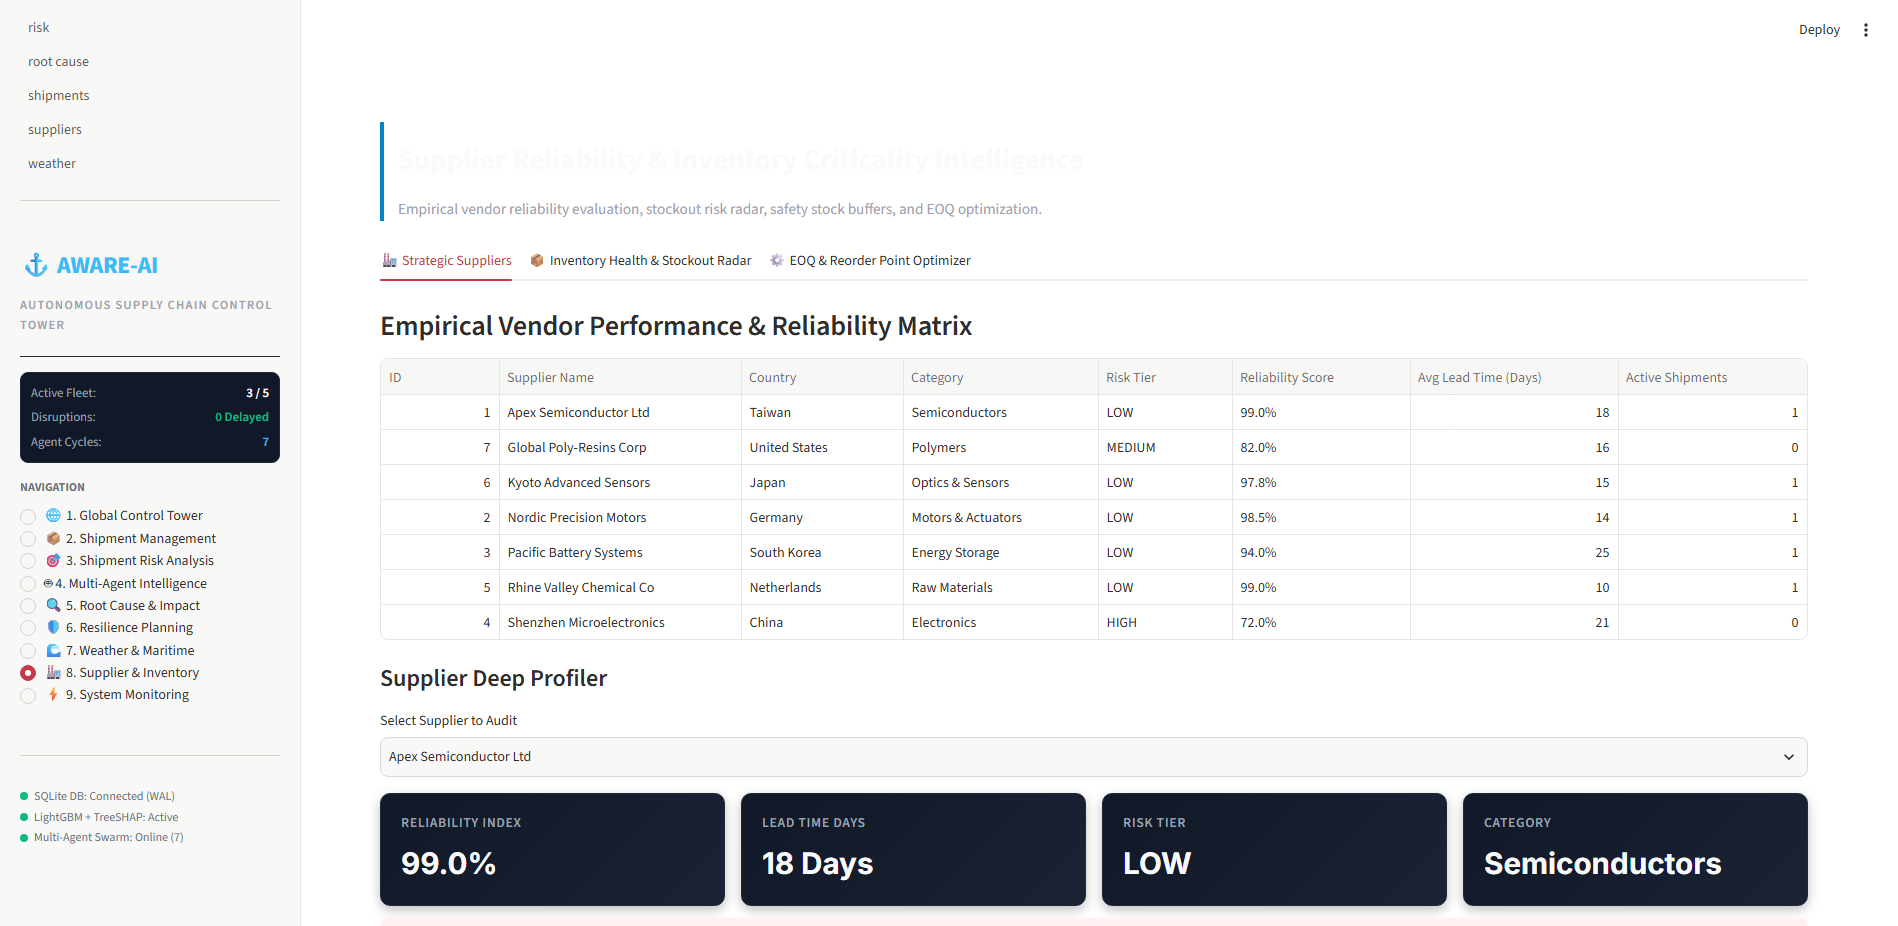 risk
root cause
shipments
suppliers
weather
⚓ AWARE-AI
AUTONOMOUS SUPPLY CHAIN CONTROL
TOWER
Active Fleet: 3 / 5
Disruptions: 0 Delayed
Agent Cycles: 7
NAVIGATION
1. Global Control Tower
2. Shipment Management
3. Shipment Risk Analysis
4. Multi-Agent Intelligence
5. Root Cause & Impact
6. Resilience Planning
7. Weather & Maritime
8. Supplier & Inventory
9. System Monitoring
SQLite DB: Connected (WAL)
LightGBM + TreeSHAP: Active
Multi-Agent Swarm: Online (7)
Deploy
Supplier Reliability & Inventory Criticality Intelligence
Empirical vendor reliability evaluation, stockout risk radar, safety stock buffers, and EOQ optimization.
Strategic Suppliers Inventory Health & Stockout Radar EOQ & Reorder Point Optimizer
Empirical Vendor Performance & Reliability Matrix
ID Supplier Name Country Category Risk Tier Reliability Score Avg Lead Time (Days) Active Shipments
1 Apex Semiconductor Ltd Taiwan Semiconductors LOW 99.0% 18 1
7 Global Poly-Resins Corp United States Polymers MEDIUM 82.0% 16 0
6 Kyoto Advanced Sensors Japan Optics & Sensors LOW 97.8% 15 1
2 Nordic Precision Motors Germany Motors & Actuators LOW 98.5% 14 1
3 Pacific Battery Systems South Korea Energy Storage LOW 94.0% 25 1
5 Rhine Valley Chemical Co Netherlands Raw Materials LOW 99.0% 10 1
4 Shenzhen Microelectronics China Electronics HIGH 72.0% 21 0
Supplier Deep Profiler
Select Supplier to Audit
Apex Semiconductor Ltd
RELIABILITY INDEX LEAD TIME DAYS RISK TIER CATEGORY
99.0% 18 Days LOW Semiconductors